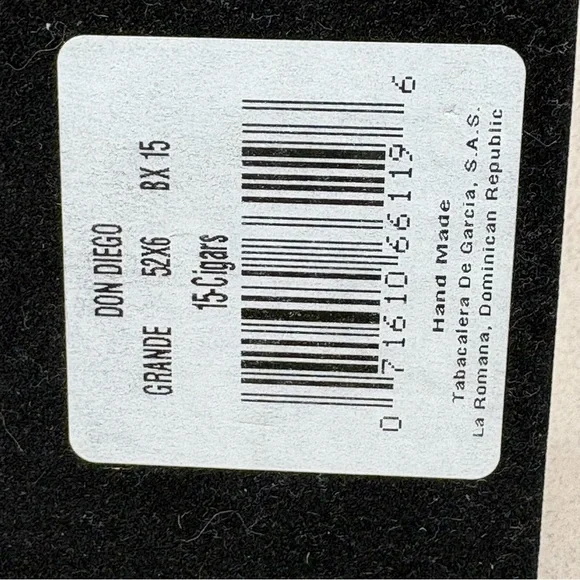 DON DIEGO
GRANDE 52X6 BX 15
15-Cigars
0 71610 66119 6
Hand Made
Tabacalera De Garcia, S.A.S.
La Romana, Dominican Republic